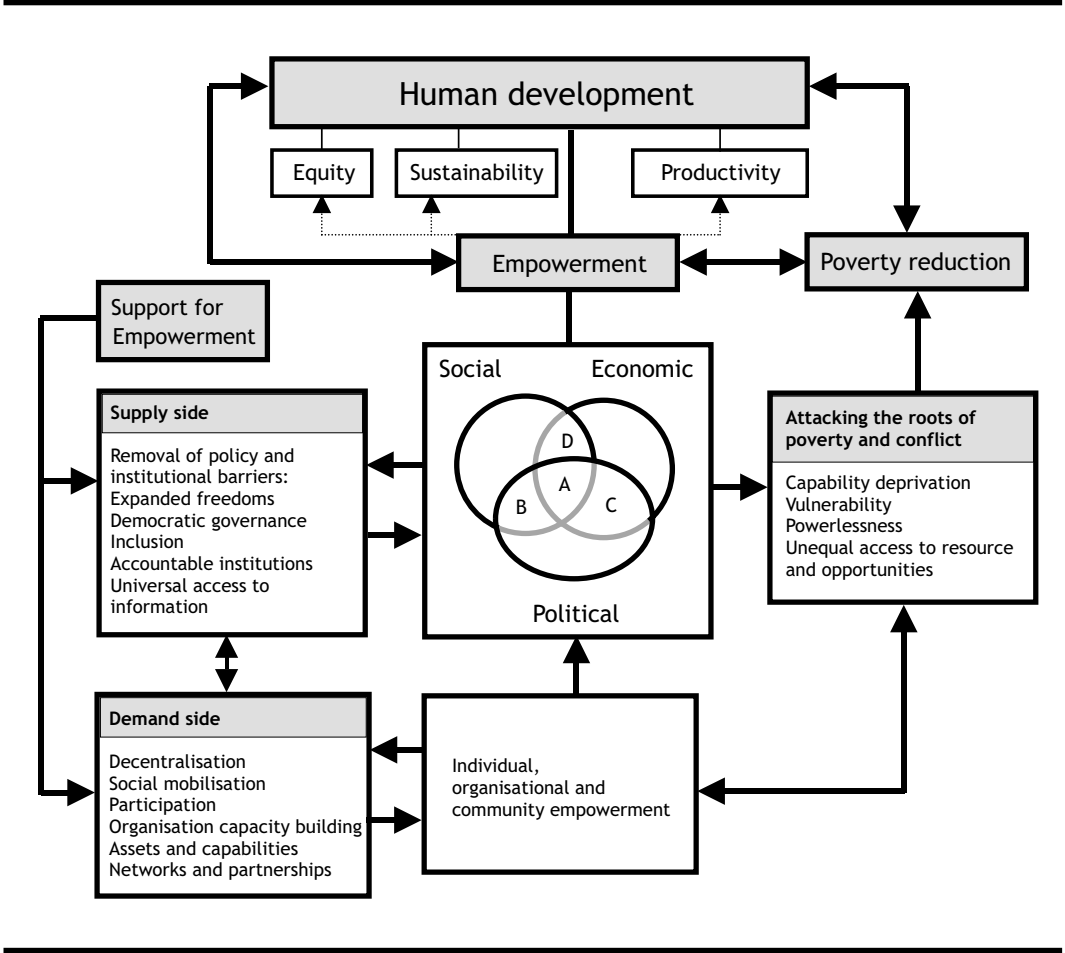 Human development
Equity
Sustainability
Productivity
Empowerment
Poverty reduction
Support for
Empowerment
Social
Economic
D
A
B
C
Political
Supply side
Removal of policy and
institutional barriers:
Expanded freedoms
Democratic governance
Inclusion
Accountable institutions
Universal access to
information
Attacking the roots of
poverty and conflict
Capability deprivation
Vulnerability
Powerlessness
Unequal access to resource
and opportunities
Demand side
Decentralisation
Social mobilisation
Participation
Organisation capacity building
Assets and capabilities
Networks and partnerships
Individual,
organisational and
community empowerment